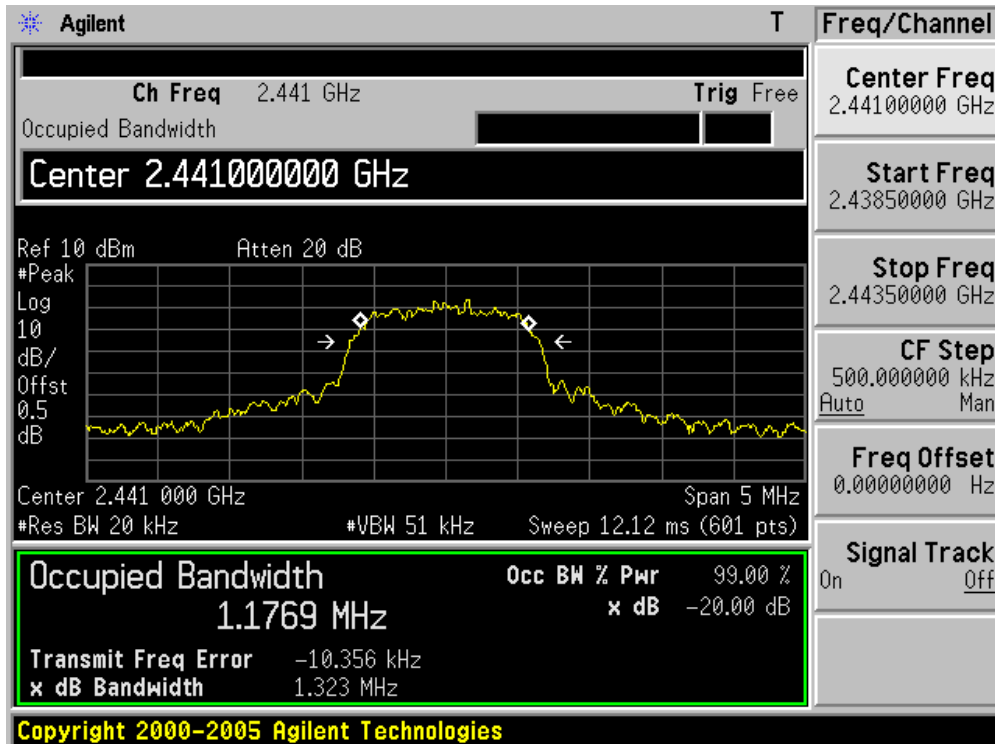 Agilent T
Ch Freq 2.441 GHz Trig Free
Occupied Bandwidth
Center 2.441000000 GHz
Ref 10 dBm Atten 20 dB
#Peak
Log
10
dB/
Offst
0.5
dB
Center 2.441 000 GHz Span 5 MHz
#Res BW 20 kHz #VBW 51 kHz Sweep 12.12 ms (601 pts)
Occupied Bandwidth
1.1769 MHz
Occ BW % Pwr 99.00 %
x dB -20.00 dB
Transmit Freq Error -10.356 kHz
x dB Bandwidth 1.323 MHz
Copyright 2000-2005 Agilent Technologies
Freq/Channel
Center Freq
2.44100000 GHz
Start Freq
2.43850000 GHz
Stop Freq
2.44350000 GHz
CF Step
500.000000 kHz
Auto Man
Freq Offset
0.00000000 Hz
Signal Track
On Off